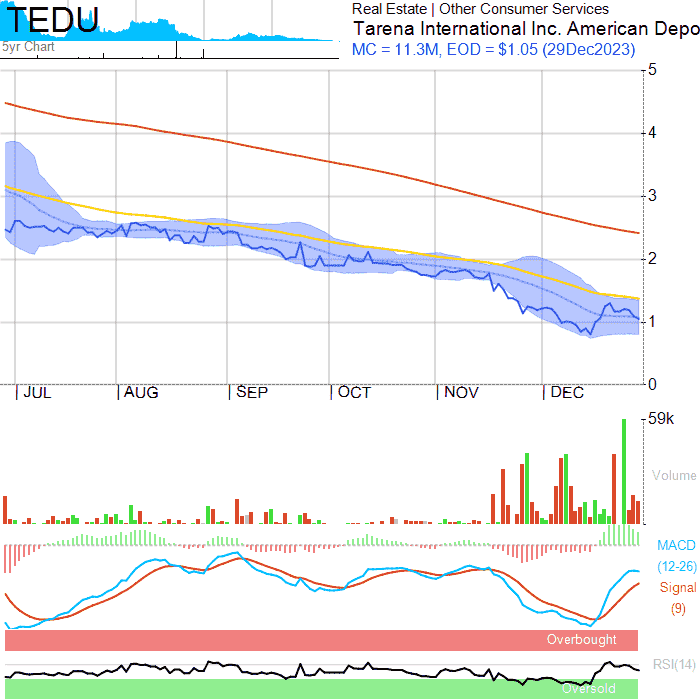 TEDU
5yr Chart
Real Estate | Other Consumer Services
Tarena International Inc. American Depo
MC = 11.3M, EOD = $1.05 (29Dec2023)
5
4
3
2
1
0
JUL
AUG
SEP
OCT
NOV
DEC
59k
Volume
MACD
(12-26)
Signal
(9)
Overbought
RSI(14)
Oversold